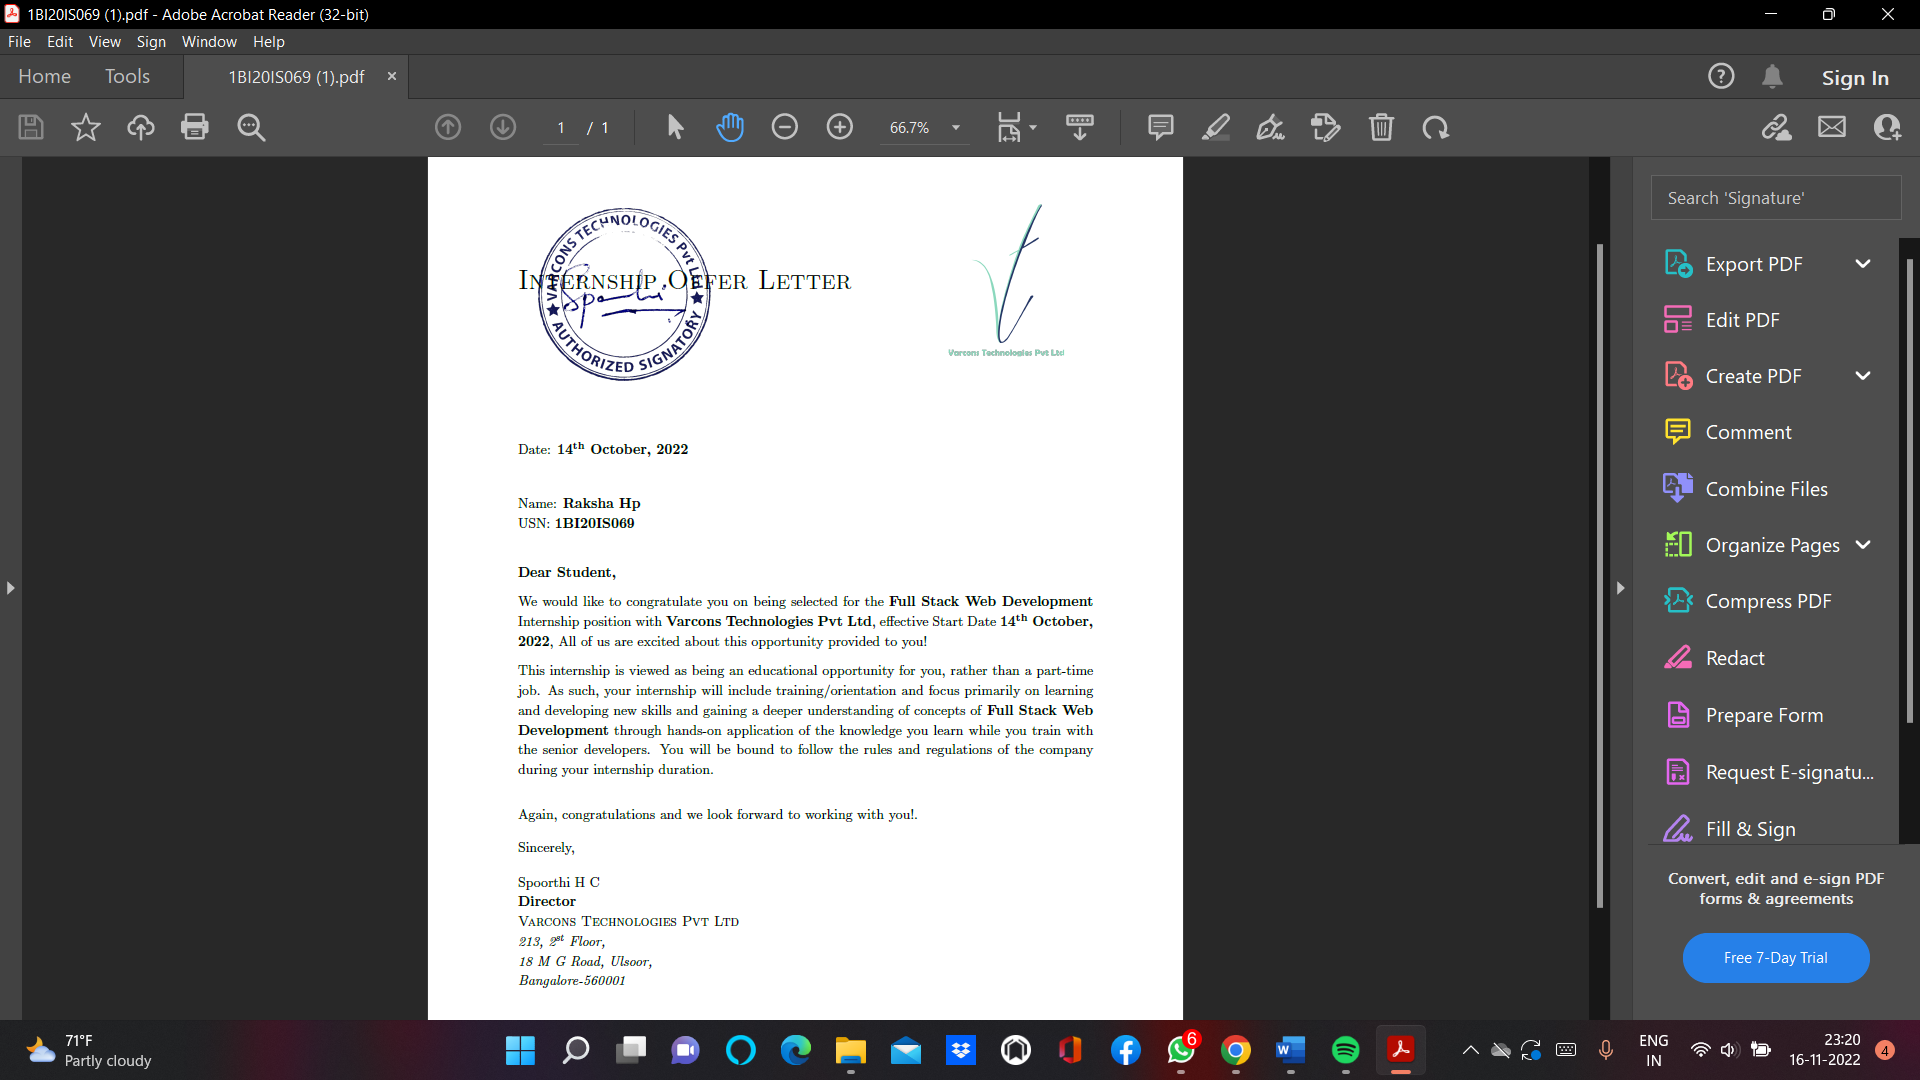 1BI20IS069 (1).pdf - Adobe Acrobat Reader (32-bit)
File Edit View Sign Window Help
Home Tools 1BI20IS069 (1).pdf × Sign In
1 / 1 66.7%
VARCONS TECHNOLOGIES Pvt Ltd
AUTHORIZED SIGNATORY
INTERNSHIP OFFER LETTER
Varcons Technologies Pvt Ltd
Date: 14th October, 2022
Name: Raksha Hp
USN: 1BI20IS069
Dear Student,
We would like to congratulate you on being selected for the Full Stack Web Development
Internship position with Varcons Technologies Pvt Ltd, effective Start Date 14th October,
2022, All of us are excited about this opportunity provided to you!
This internship is viewed as being an educational opportunity for you, rather than a part-time
job. As such, your internship will include training/orientation and focus primarily on learning
and developing new skills and gaining a deeper understanding of concepts of Full Stack Web
Development through hands-on application of the knowledge you learn while you train with
the senior developers. You will be bound to follow the rules and regulations of the company
during your internship duration.
Again, congratulations and we look forward to working with you!.
Sincerely,
Spoorthi H C
Director
VARCONS TECHNOLOGIES PVT LTD
213, 2st Floor,
18 M G Road, Ulsoor,
Bangalore-560001
Search 'Signature'
Export PDF
Edit PDF
Create PDF
Comment
Combine Files
Organize Pages
Compress PDF
Redact
Prepare Form
Request E-signatu...
Fill & Sign
Convert, edit and e-sign PDF
forms & agreements
Free 7-Day Trial
71°F
Partly cloudy
6
ENG
IN
23:20
16-11-2022
4